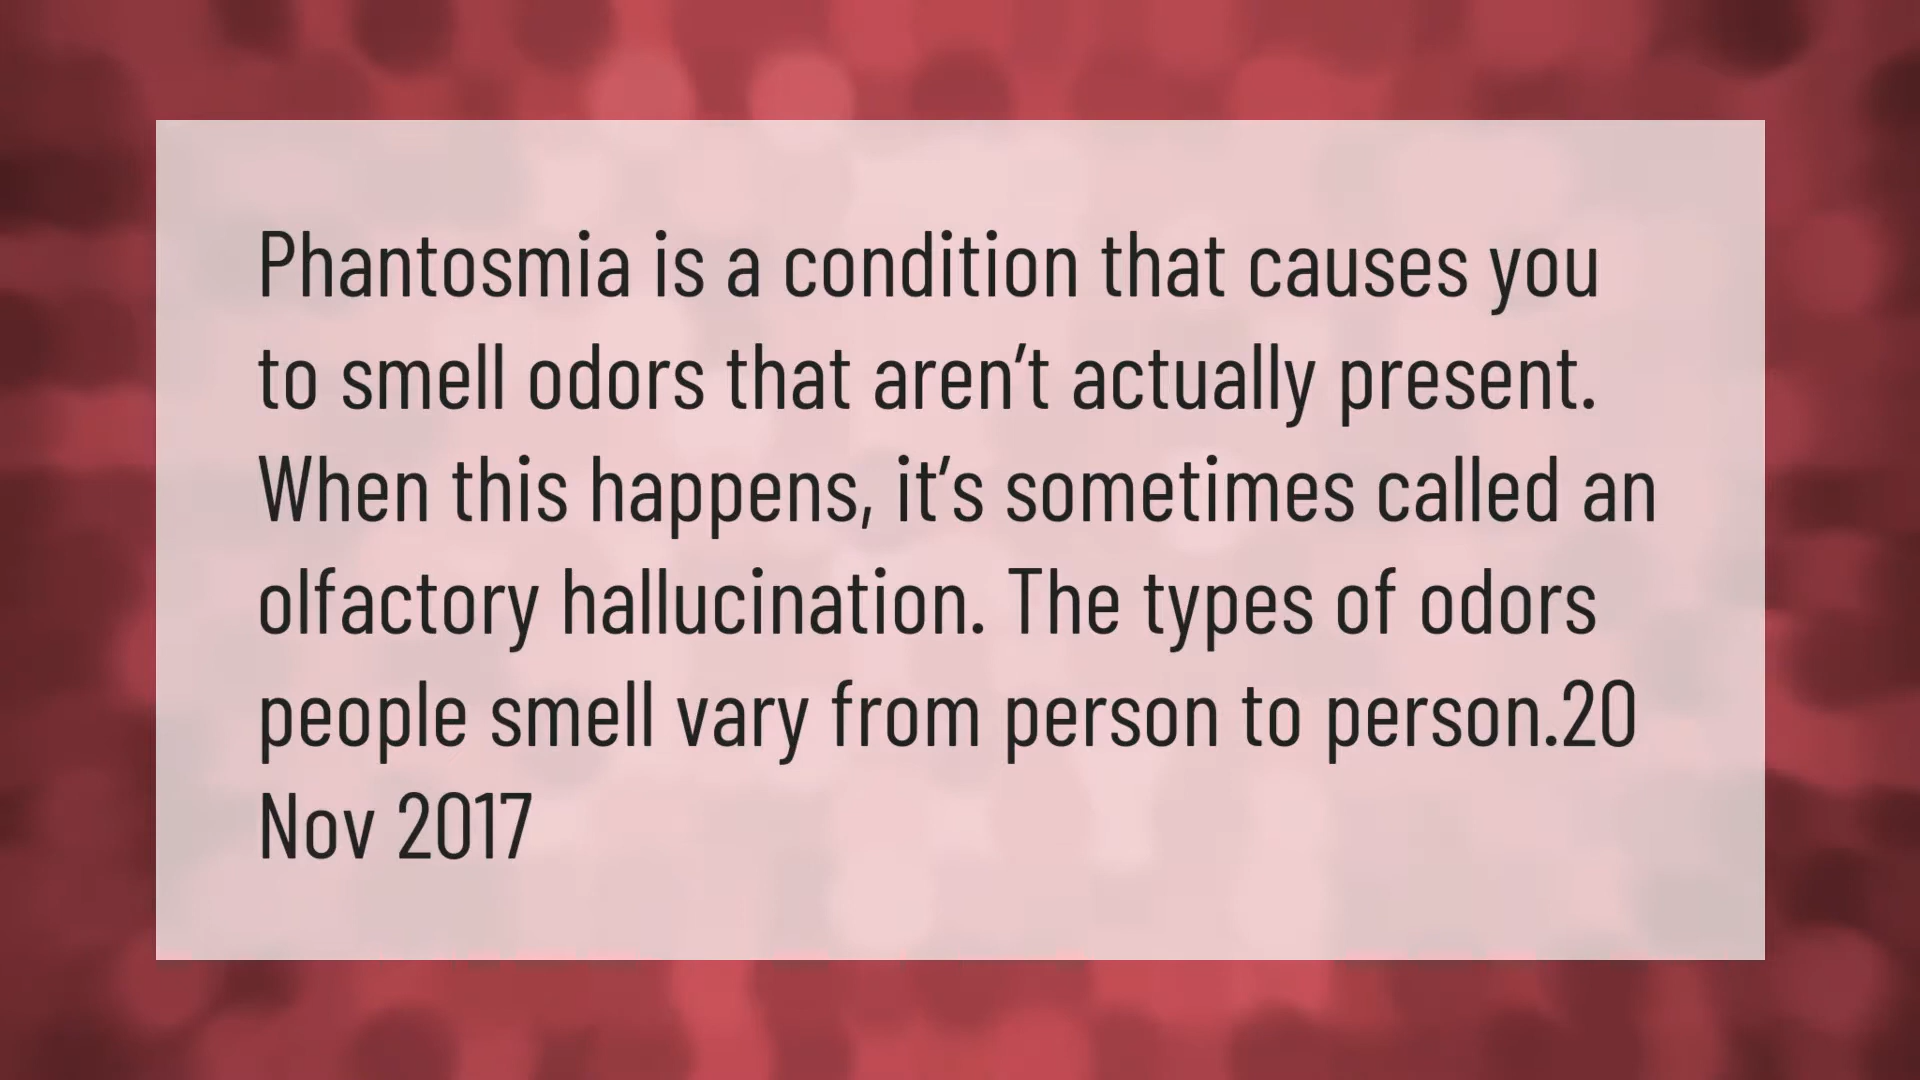 Phantosmia is a condition that causes you
to smell odors that aren’t actually present.
When this happens, it’s sometimes called an
olfactory hallucination. The types of odors
people smell vary from person to person.20
Nov 2017